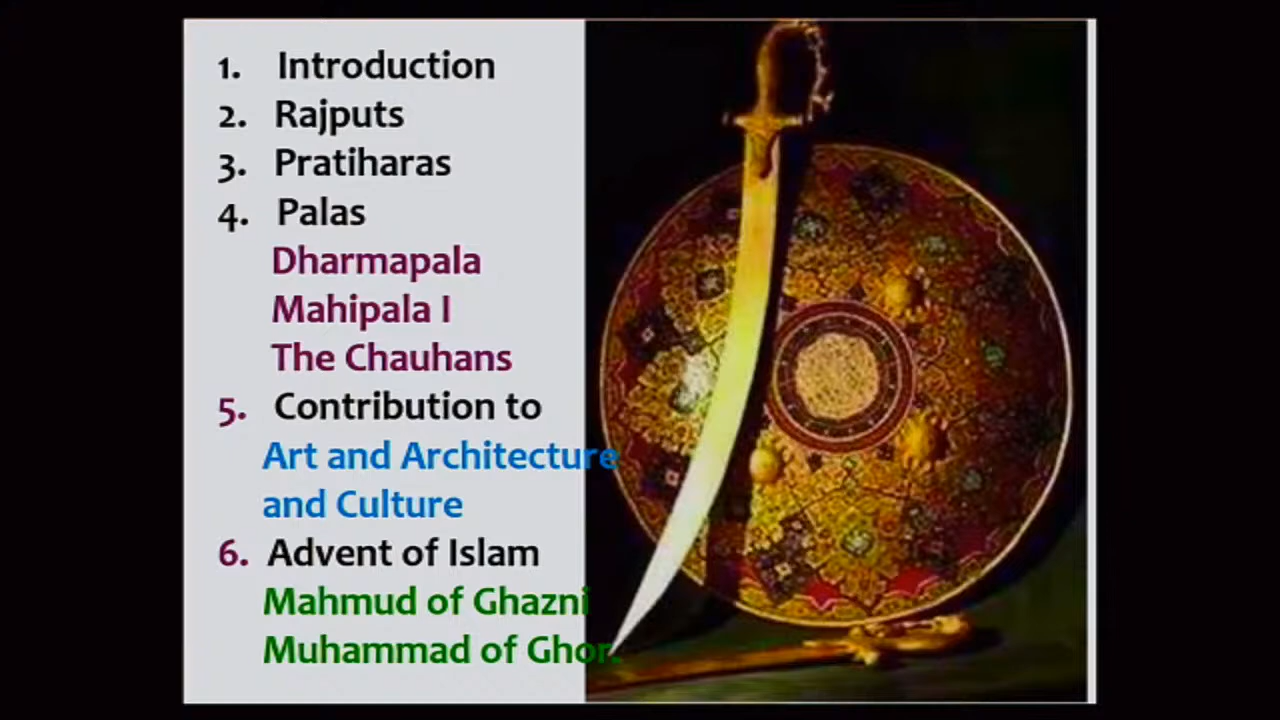 1. Introduction
2. Rajputs
3. Pratiharas
4. Palas
Dharmapala
Mahipala I
The Chauhans
5. Contribution to
Art and Architecture
and Culture
6. Advent of Islam
Mahmud of Ghazni
Muhammad of Ghor.